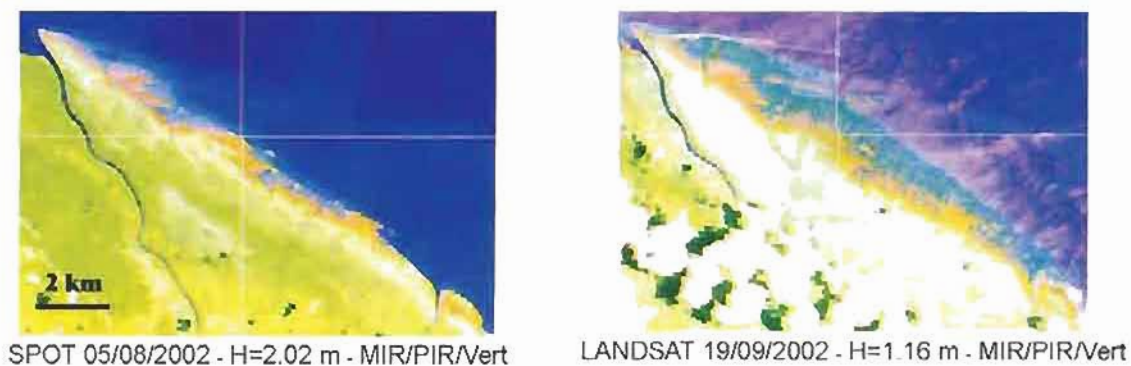 2 km
SPOT 05/08/2002 - H=2.02 m - MIR/PIR/Vert
LANDSAT 19/09/2002 - H=1.16 m - MIR/PIR/Vert